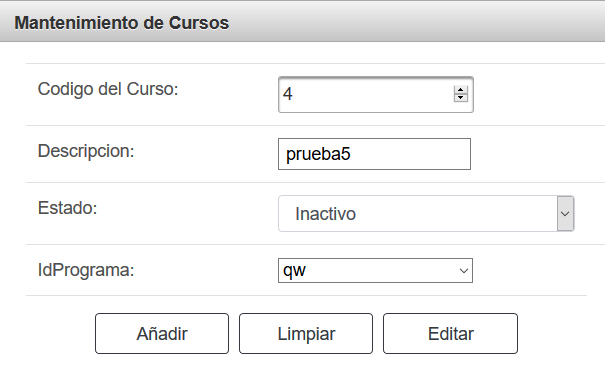 Mantenimiento de Cursos
Codigo del Curso: 4
Descripcion: prueba5
Estado: Inactivo
IdPrograma: qw
Añadir Limpiar Editar